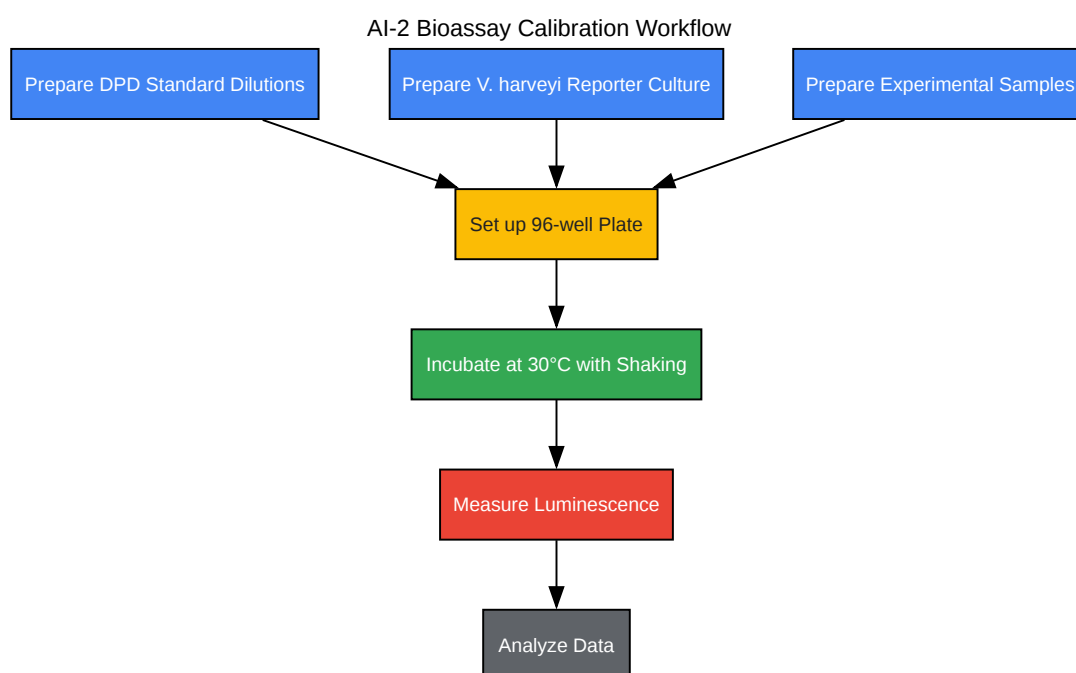 AI-2 Bioassay Calibration Workflow
Prepare DPD Standard Dilutions
Prepare V. harveyi Reporter Culture
Prepare Experimental Samples
Set up 96-well Plate
Incubate at 30°C with Shaking
Measure Luminescence
Analyze Data